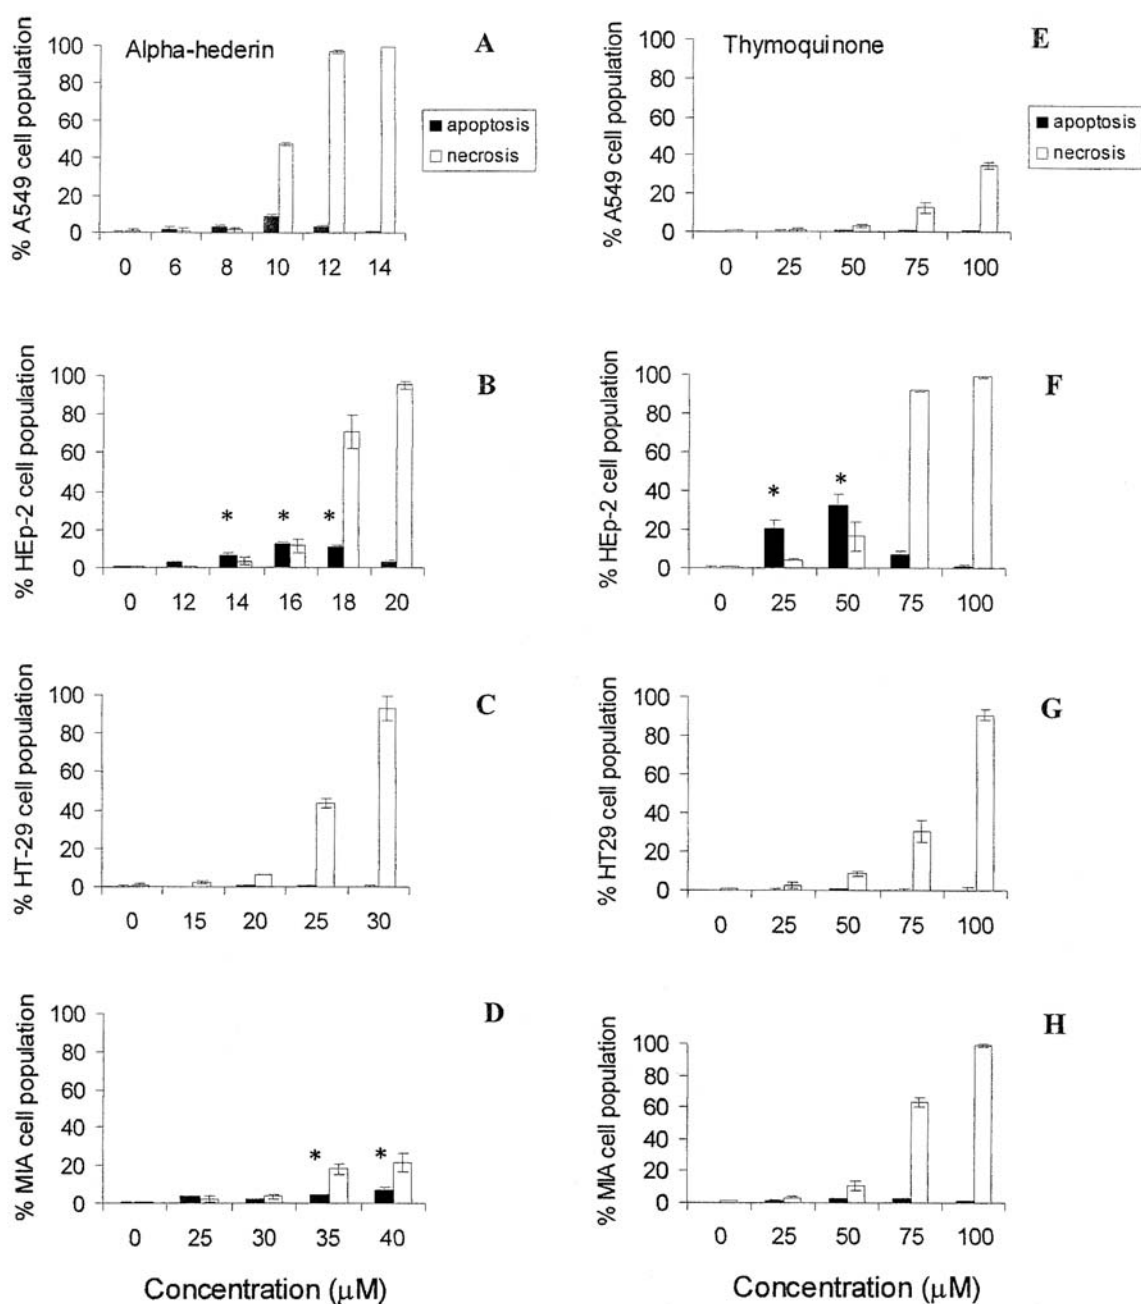 Alpha-hederin
A
% A549 cell population
100
80
60
40
20
0
0 6 8 10 12 14
apoptosis
necrosis
Thymoquinone
E
% A549 cell population
100
80
60
40
20
0
0 25 50 75 100
apoptosis
necrosis
B
% HEp-2 cell population
100
80
60
40
20
0
* * *
0 12 14 16 18 20
F
% HEp-2 cell population
100
80
60
40
20
0
* *
0 25 50 75 100
C
% HT-29 cell population
100
80
60
40
20
0
0 15 20 25 30
G
% HT29 cell population
100
80
60
40
20
0
0 25 50 75 100
D
% MIA cell population
100
80
60
40
20
0
* *
0 25 30 35 40
Concentration (µM)
H
% MIA cell population
100
80
60
40
20
0
0 25 50 75 100
Concentration (µM)